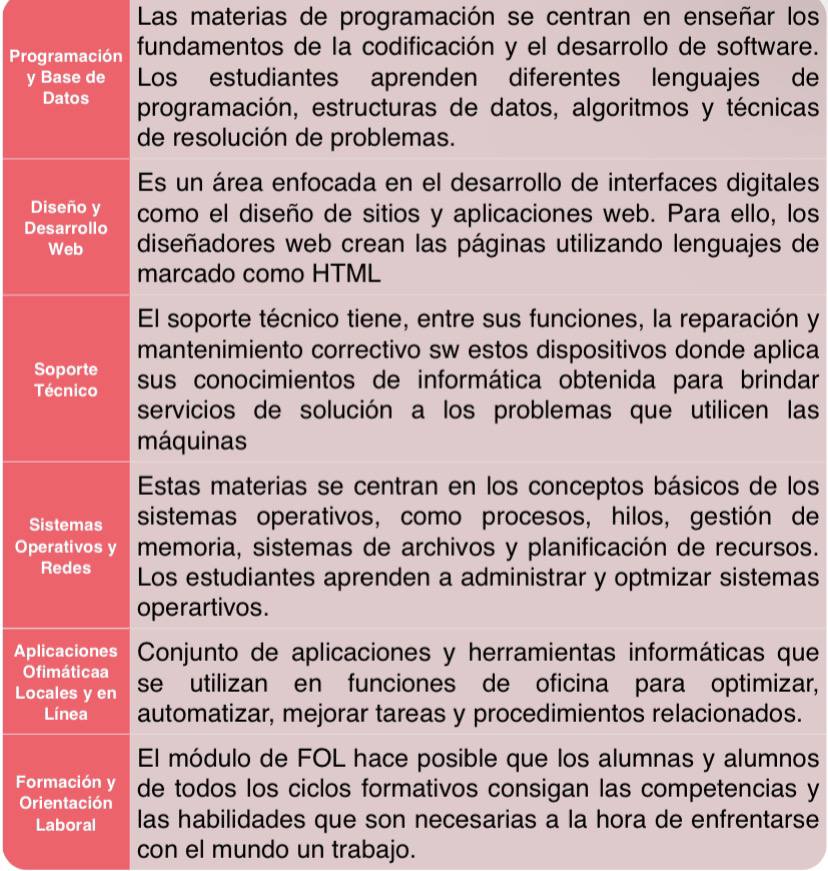 Programación
y Base de
Datos
Las materias de programación se centran en enseñar los
fundamentos de la codificación y el desarrollo de software.
Los estudiantes aprenden diferentes lenguajes de
programación, estructuras de datos, algoritmos y técnicas
de resolución de problemas.
Diseño y
Desarrollo
Web
Es un área enfocada en el desarrollo de interfaces digitales
como el diseño de sitios y aplicaciones web. Para ello, los
diseñadores web crean las páginas utilizando lenguajes de
marcado como HTML
Soporte
Técnico
El soporte técnico tiene, entre sus funciones, la reparación y
mantenimiento correctivo sw estos dispositivos donde aplica
sus conocimientos de informática obtenida para brindar
servicios de solución a los problemas que utilicen las
máquinas
Sistemas
Operativos y
Redes
Estas materias se centran en los conceptos básicos de los
sistemas operativos, como procesos, hilos, gestión de
memoria, sistemas de archivos y planificación de recursos.
Los estudiantes aprenden a administrar y optmizar sistemas
operartivos.
Aplicaciones
Ofimáticaa
Locales y en
Línea
Conjunto de aplicaciones y herramientas informáticas que
se utilizan en funciones de oficina para optimizar,
automatizar, mejorar tareas y procedimientos relacionados.
Formación y
Orientación
Laboral
El módulo de FOL hace posible que los alumnas y alumnos
de todos los ciclos formativos consigan las competencias y
las habilidades que son necesarias a la hora de enfrentarse
con el mundo un trabajo.